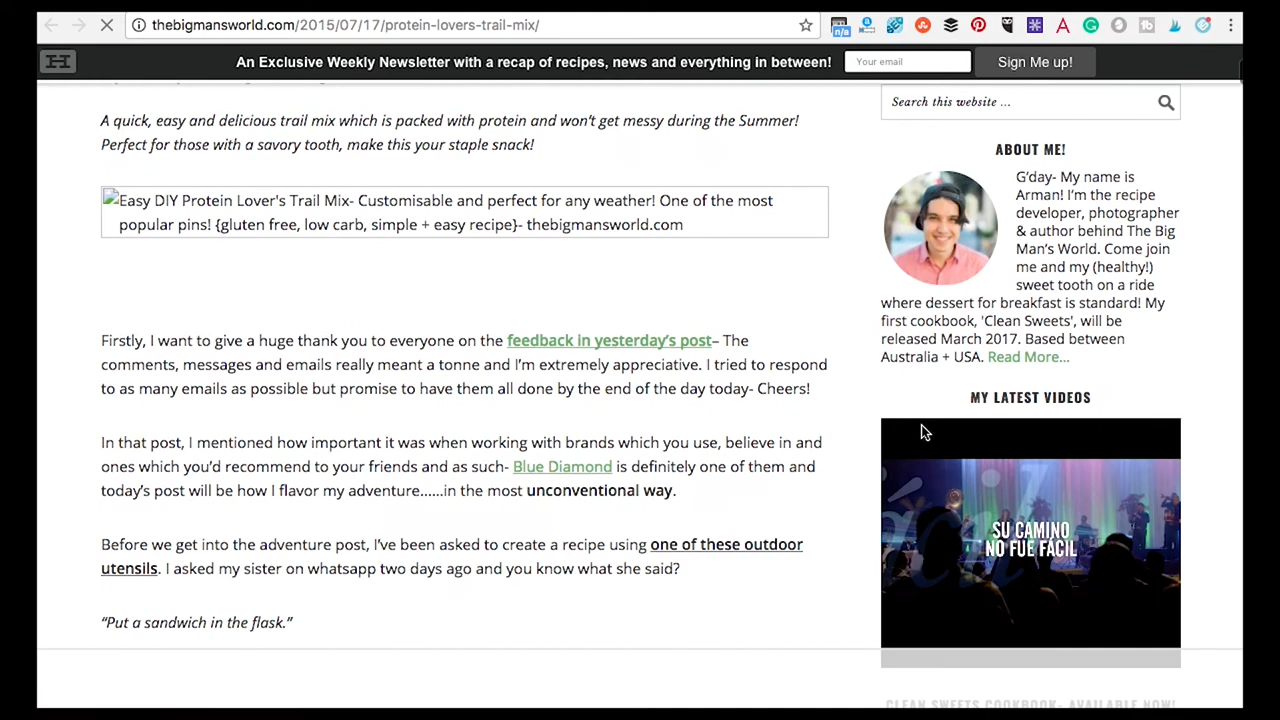 thebigmansworld.com/2015/07/17/protein-lovers-trail-mix/
n/a
An Exclusive Weekly Newsletter with a recap of recipes, news and everything in between!
Your email
Sign Me up!
A quick, easy and delicious trail mix which is packed with protein and won't get messy during the Summer!
Perfect for those with a savory tooth, make this your staple snack!
Easy DIY Protein Lover's Trail Mix- Customisable and perfect for any weather! One of the most
popular pins! {gluten free, low carb, simple + easy recipe}- thebigmansworld.com
Firstly, I want to give a huge thank you to everyone on the feedback in yesterday's post– The
comments, messages and emails really meant a tonne and I'm extremely appreciative. I tried to respond
to as many emails as possible but promise to have them all done by the end of the day today- Cheers!
In that post, I mentioned how important it was when working with brands which you use, believe in and
ones which you'd recommend to your friends and as such- Blue Diamond is definitely one of them and
today's post will be how I flavor my adventure......in the most unconventional way.
Before we get into the adventure post, I've been asked to create a recipe using one of these outdoor
utensils. I asked my sister on whatsapp two days ago and you know what she said?
“Put a sandwich in the flask.”
Search this website ...
ABOUT ME!
G'day- My name is
Arman! I'm the recipe
developer, photographer
& author behind The Big
Man's World. Come join
me and my (healthy!)
sweet tooth on a ride
where dessert for breakfast is standard! My
first cookbook, 'Clean Sweets', will be
released March 2017. Based between
Australia + USA. Read More...
MY LATEST VIDEOS
SU CAMINO
NO FUE FÁCIL
CLEAN SWEETS COOKBOOK- AVAILABLE NOW!